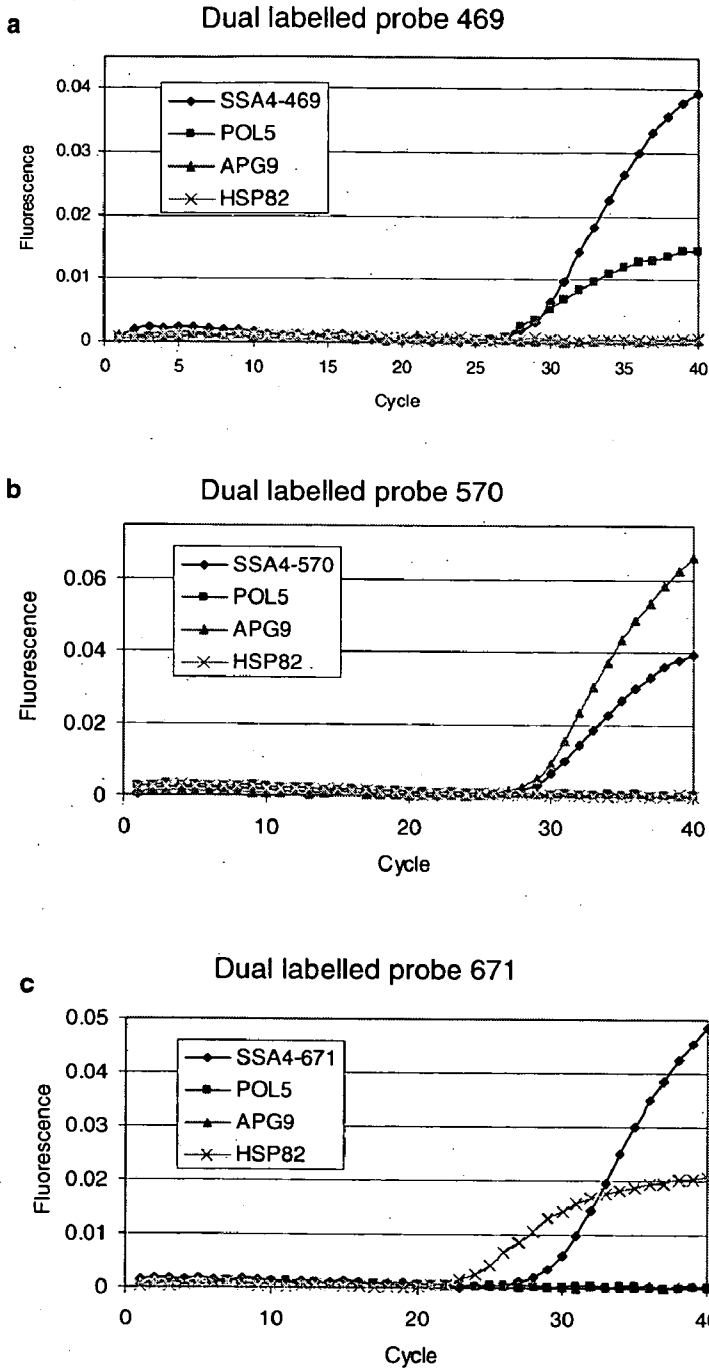 a
Dual labelled probe 469
Fluorescence
0.04
0.03
0.02
0.01
0
SSA4-469
POL5
APG9
HSP82
0 5 10 15 20 25 30 35 40
Cycle
b
Dual labelled probe 570
Fluorescence
0.06
0.04
0.02
0
SSA4-570
POL5
APG9
HSP82
0 10 20 30 40
Cycle
c
Dual labelled probe 671
Fluorescence
0.05
0.04
0.03
0.02
0.01
0
SSA4-671
POL5
APG9
HSP82
0 10 20 30
Cycle